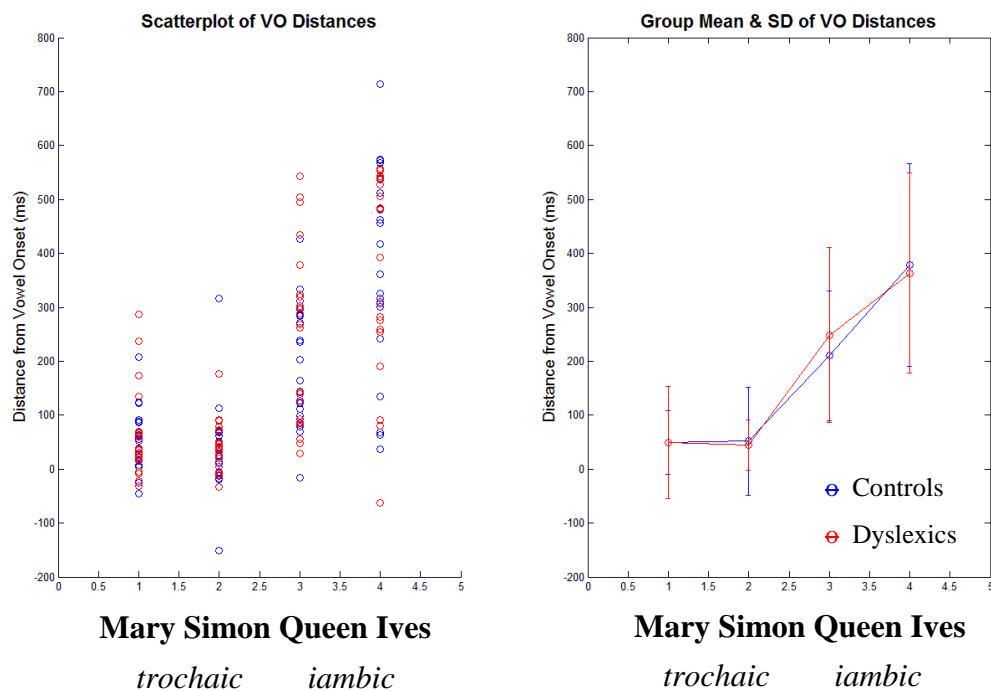 Scatterplot of VO Distances
800
700
600
500
400
300
200
100
0
-100
-200
Distance from Vowel Onset (ms)
0 0.5 1 1.5 2 2.5 3 3.5 4 4.5 5
Mary Simon Queen Ives
trochaic iambic
Group Mean & SD of VO Distances
800
700
600
500
400
300
200
100
0
-100
-200
Distance from Vowel Onset (ms)
Controls
Dyslexics
0 0.5 1 1.5 2 2.5 3 3.5 4 4.5 5
Mary Simon Queen Ives
trochaic iambic